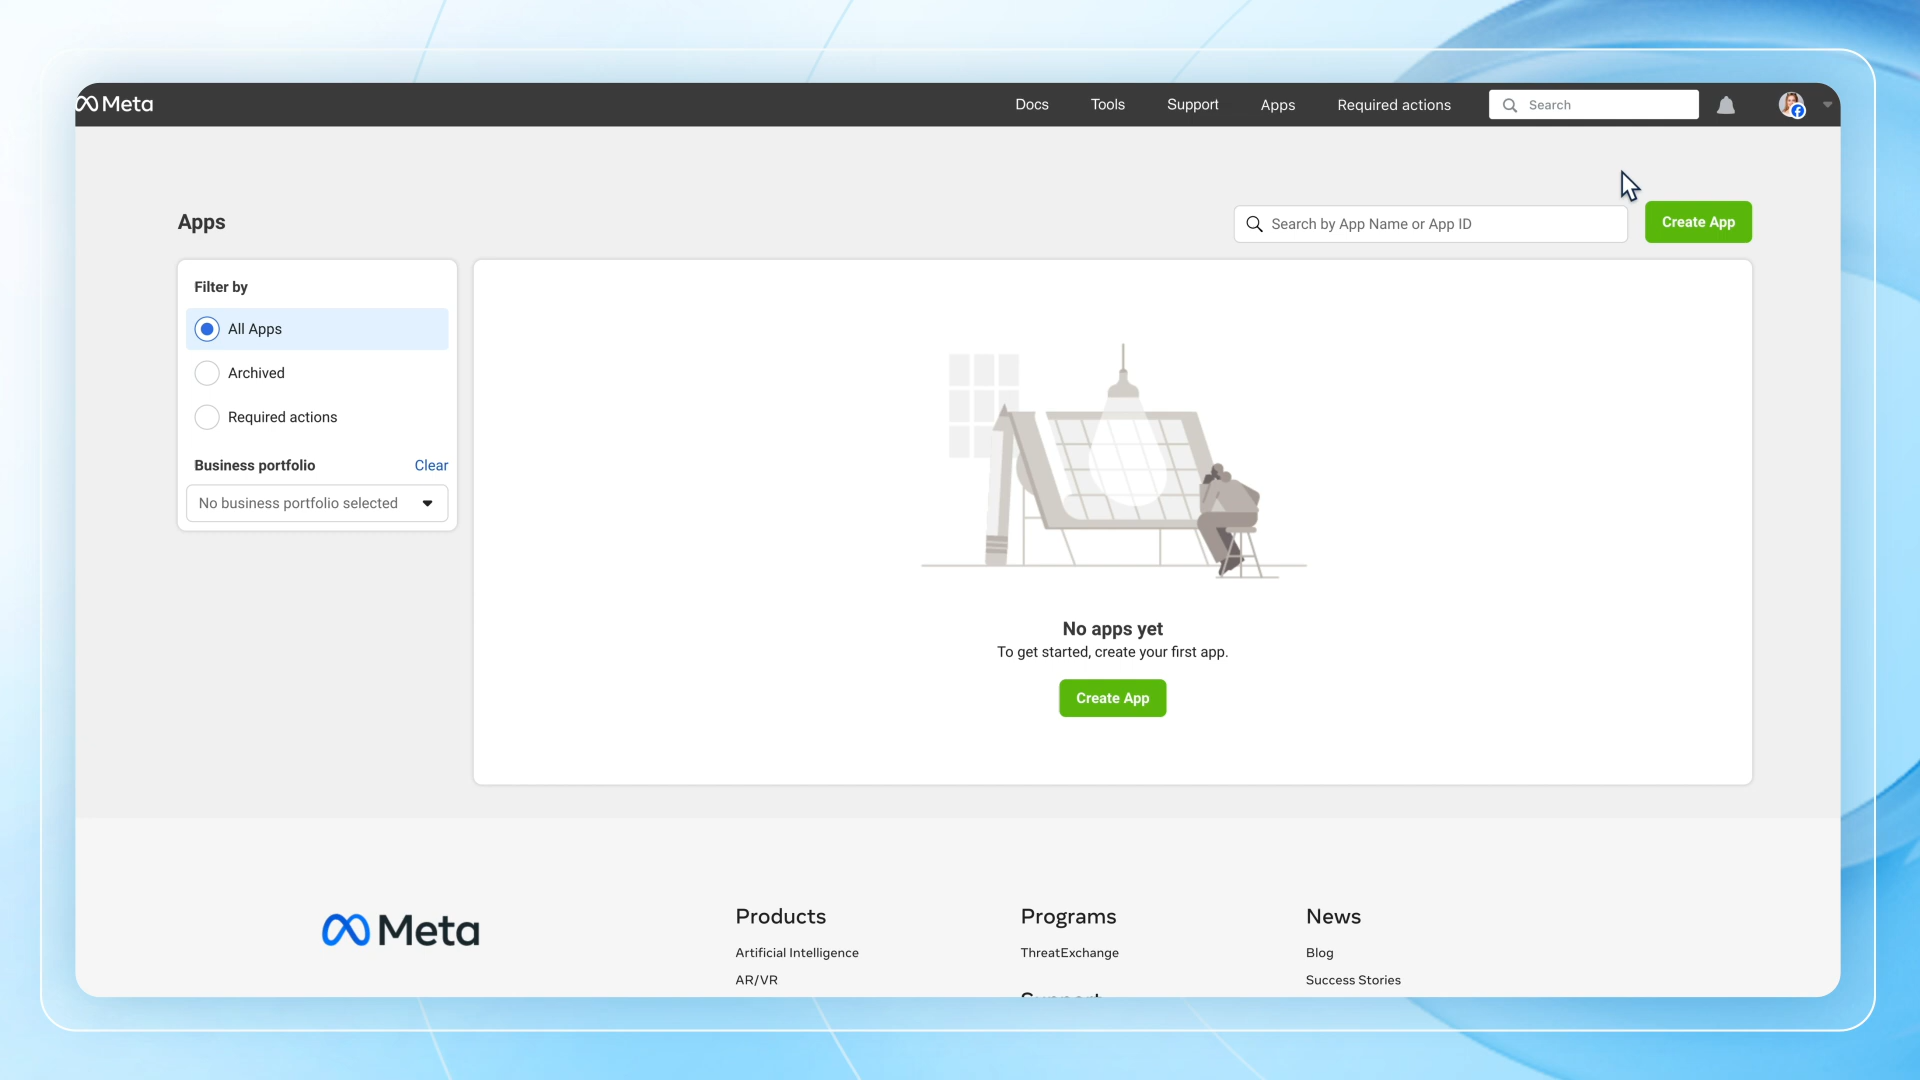 Meta
Docs
Tools
Support
Apps
Required actions
Search
Apps
Search by App Name or App ID
Create App
Filter by
All Apps
Archived
Required actions
Business portfolio
Clear
No business portfolio selected
No apps yet
To get started, create your first app.
Create App
Meta
Products
Artificial Intelligence
AR/VR
Programs
ThreatExchange
Support
News
Blog
Success Stories